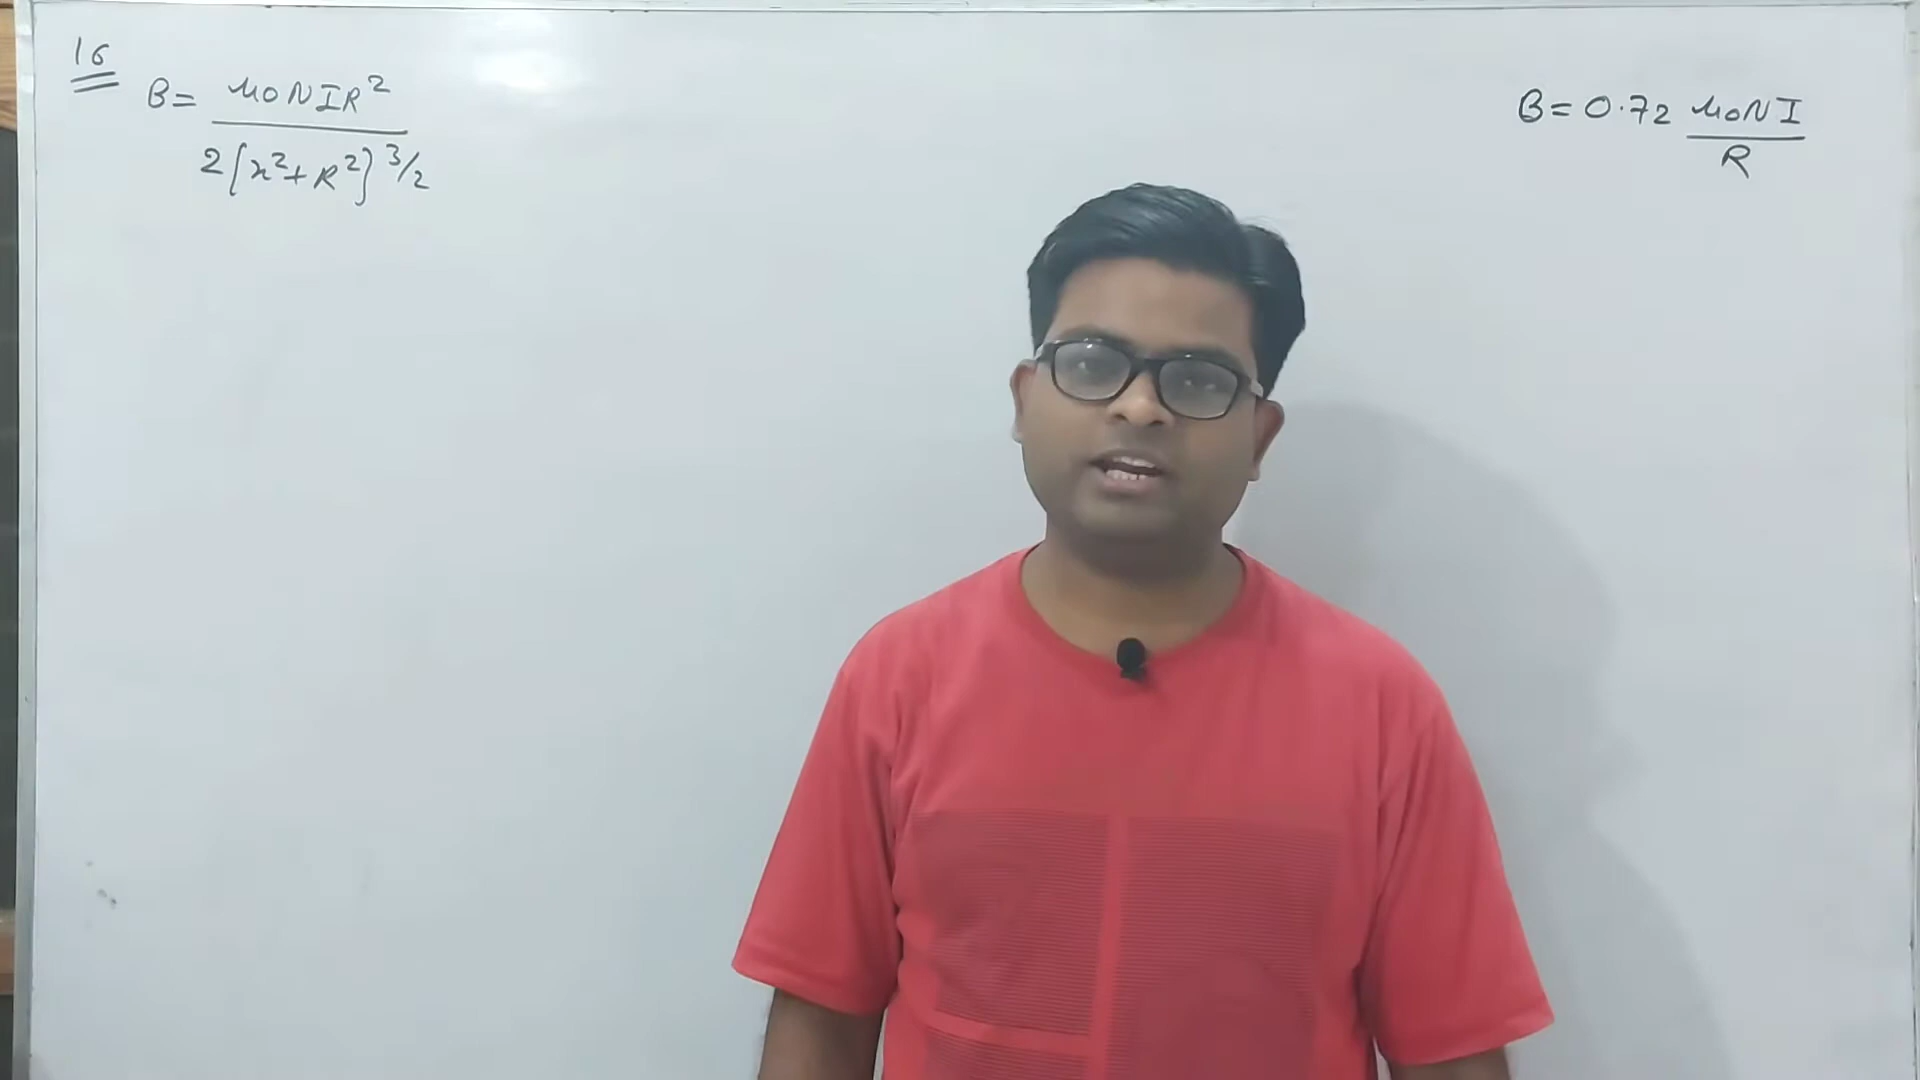 16
B = μ0NIR² / 2(x²+R²)^3/2
B = 0.72 μ0NI / R